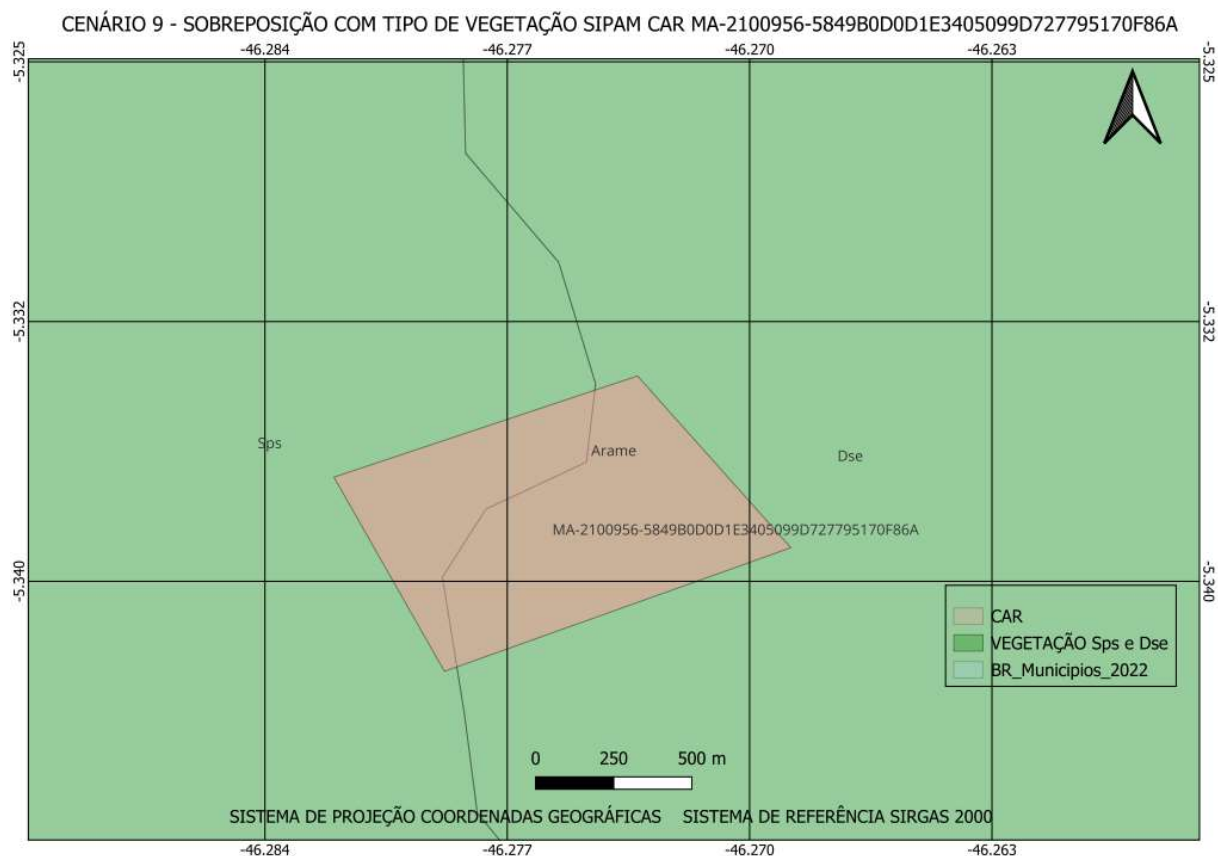 CENÁRIO 9 - SOBREPOSIÇÃO COM TIPO DE VEGETAÇÃO SIPAM CAR MA-2100956-5849B0D0D1E3405099D727795170F86A
-46.284 -46.277 -46.270 -46.263
-5.325 -5.325
-5.332 -5.332
Sps Arame Dse
MA-2100956-5849B0D0D1E3405099D727795170F86A
-5.340 -5.340
CAR
VEGETAÇÃO Sps e Dse
BR_Municipios_2022
0 250 500 m
SISTEMA DE PROJEÇÃO COORDENADAS GEOGRÁFICAS SISTEMA DE REFERÊNCIA SIRGAS 2000
-46.284 -46.277 -46.270 -46.263